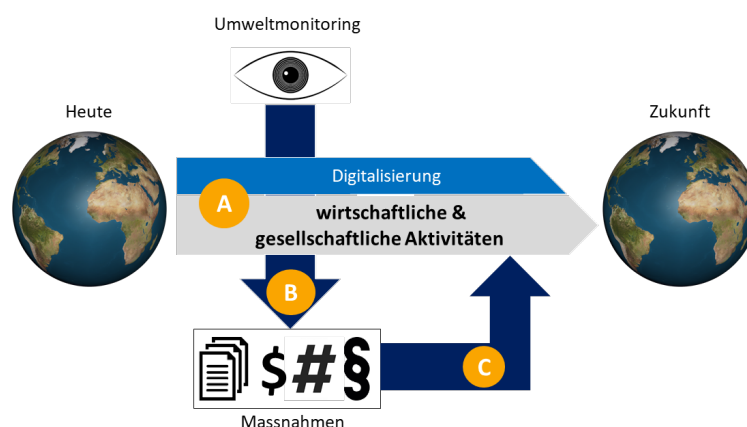 Umweltmonitoring
Heute
Zukunft
Digitalisierung
A
wirtschaftliche &
gesellschaftliche Aktivitäten
B
$ # §
C
Massnahmen